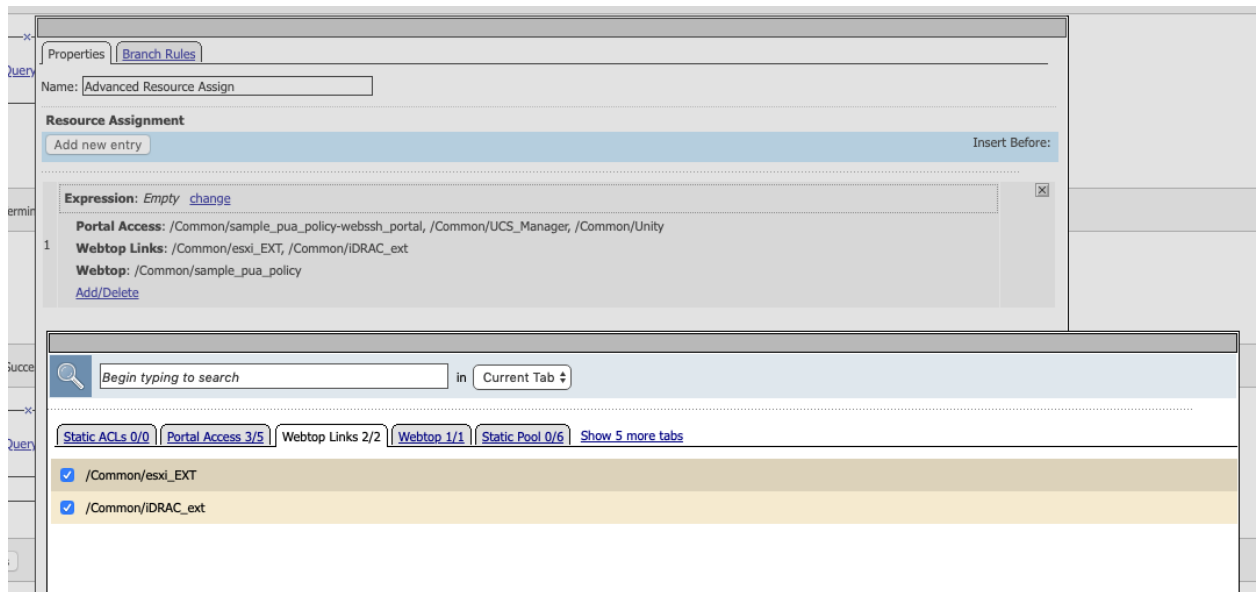 Properties Branch Rules
Query
Name: Advanced Resource Assign
Resource Assignment
Add new entry Insert Before:
Expression: Empty change
Portal Access: /Common/sample_pua_policy-webssh_portal, /Common/UCS_Manager, /Common/Unity
1 Webtop Links: /Common/esxi_EXT, /Common/iDRAC_ext
Webtop: /Common/sample_pua_policy
Add/Delete
ermin
Succe
Begin typing to search in Current Tab
Static ACLs 0/0 Portal Access 3/5 Webtop Links 2/2 Webtop 1/1 Static Pool 0/6 Show 5 more tabs
Query
/Common/esxi_EXT
/Common/iDRAC_ext